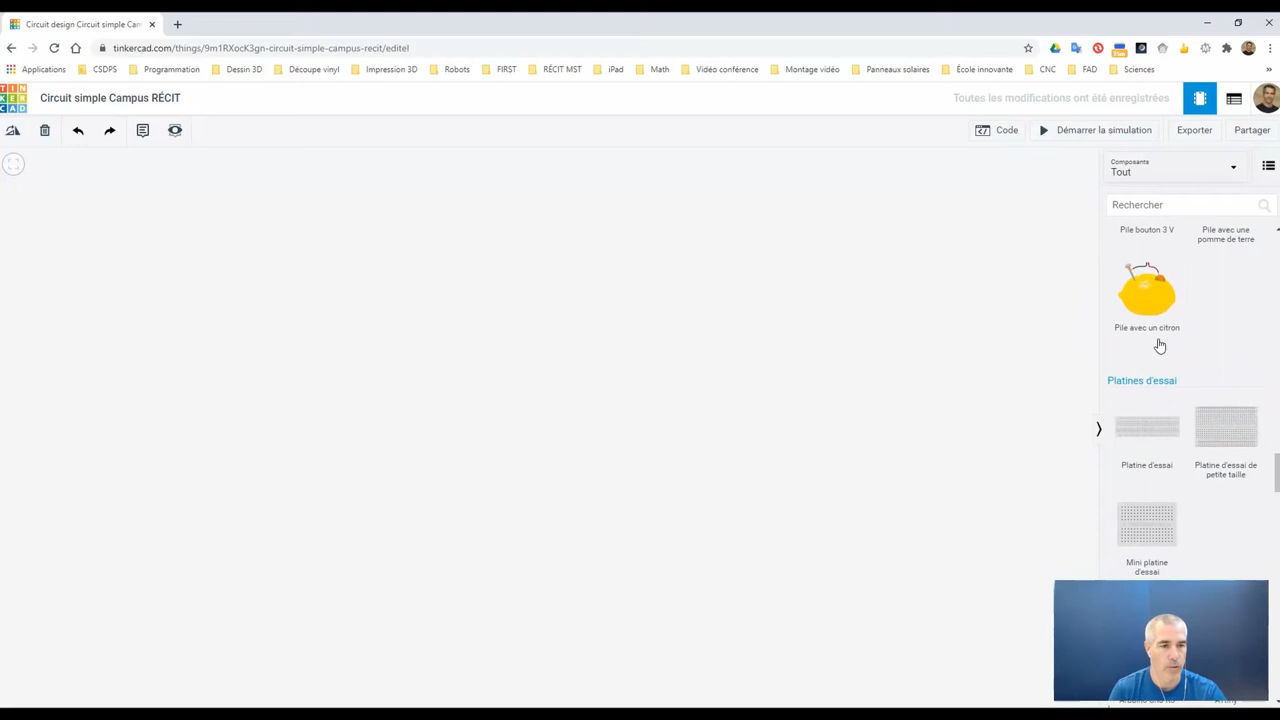 Circuit design Circuit simple Cam
tinkercad.com/things/9m1RXocK3gn-circuit-simple-campus-recit/editel
Applications
CSDPS
Programmation
Dessin 3D
Découpe vinyl
Impression 3D
Robots
FIRST
RÉCIT MST
iPad
Math
Vidéo conférence
Montage vidéo
Panneaux solaires
École innovante
CNC
FAD
Sciences
»
TIN
KER
CAD
Circuit simple Campus RÉCIT
Toutes les modifications ont été enregistrées
Code
Démarrer la simulation
Exporter
Partager
Composants
Tout
Rechercher
Pile bouton 3 V
Pile avec une
pomme de terre
Pile avec un citron
Platines d'essai
Platine d'essai
Platine d'essai de
petite taille
Mini platine
d'essai